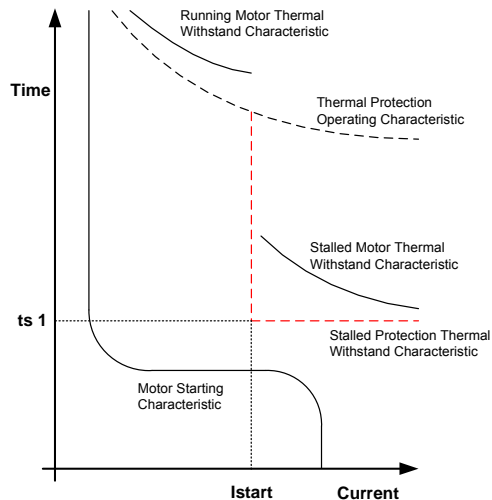 Running Motor Thermal
Withstand Characteristic
Time
Thermal Protection
Operating Characteristic
Stalled Motor Thermal
Withstand Characteristic
ts 1
Stalled Protection Thermal
Withstand Characteristic
Motor Starting
Characteristic
Istart
Current